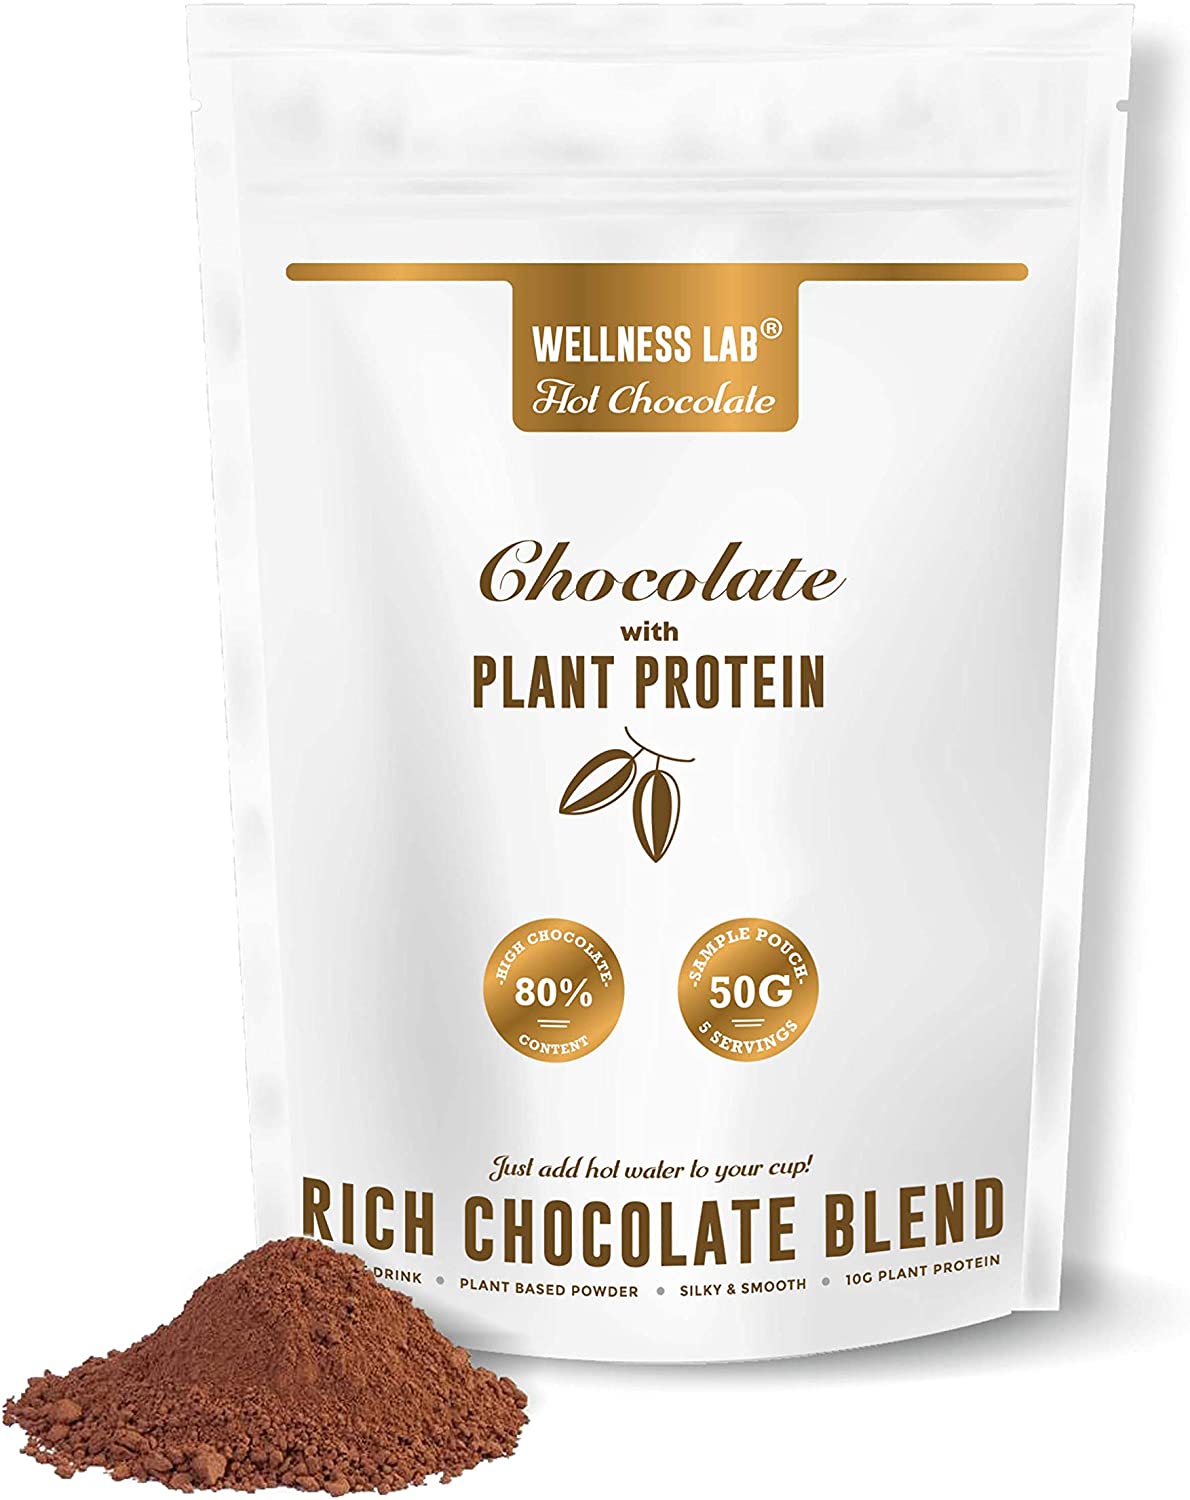 WELLNESS LAB®
Hot Chocolate
Chocolate
with
PLANT PROTEIN
-HIGH CHOCOLATE-
80%
CONTENT
-SAMPLE POUCH-
50G
5 SERVINGS
Just add hot water to your cup!
RICH CHOCOLATE BLEND
DRINK • PLANT BASED POWDER • SILKY & SMOOTH • 10G PLANT PROTEIN